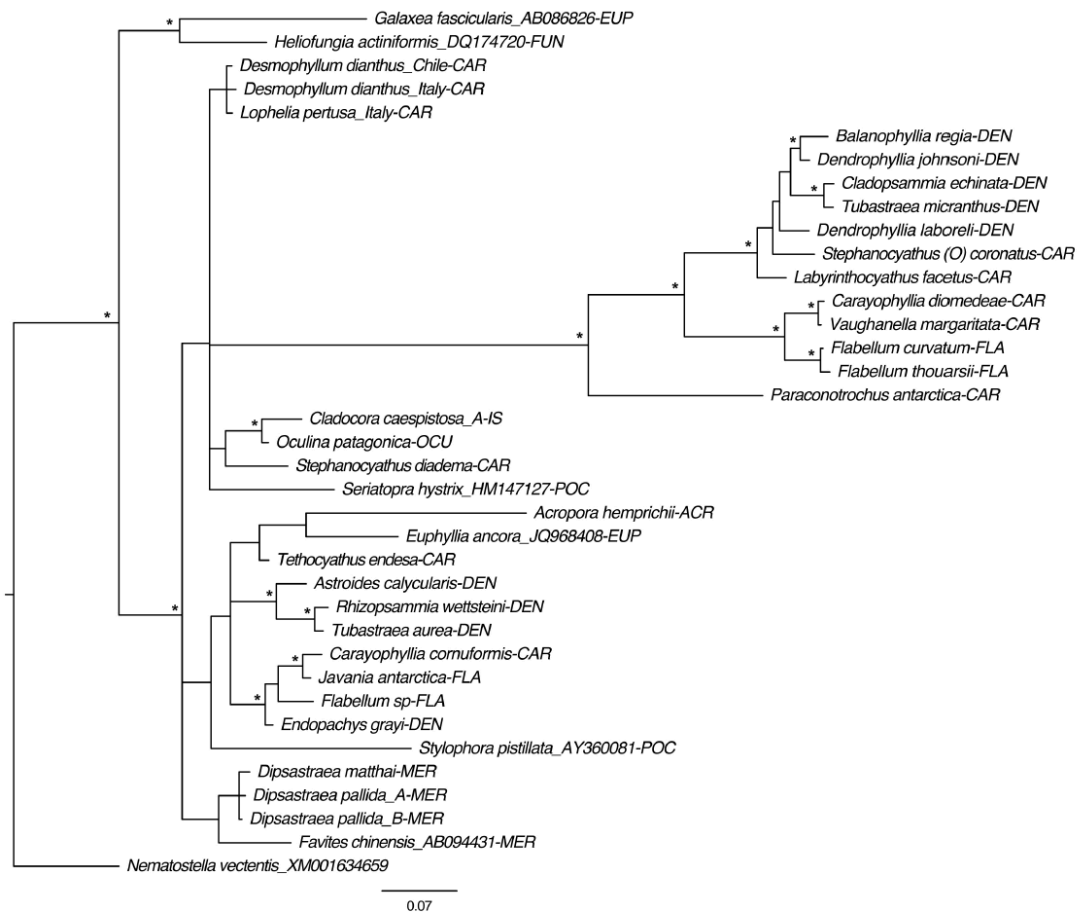 * Galaxea fascicularis_AB086826-EUP
Heliofungia actiniformis_DQ174720-FUN
Desmophyllum dianthus_Chile-CAR
Desmophyllum dianthus_Italy-CAR
Lophelia pertusa_Italy-CAR
* Balanophyllia regia-DEN
Dendrophyllia johnsoni-DEN
* Cladopsammia echinata-DEN
Tubastraea micranthus-DEN
Dendrophyllia laboreli-DEN
* Stephanocyathus (O) coronatus-CAR
Labyrinthocyathus facetus-CAR
* * Carayophyllia diomedeae-CAR
* * Vaughanella margaritata-CAR
* * Flabellum curvatum-FLA
Flabellum thouarsii-FLA
Paraconotrochus antarctica-CAR
* Cladocora caespistosa_A-IS
Oculina patagonica-OCU
Stephanocyathus diadema-CAR
Seriatopra hystrix_HM147127-POC
Acropora hemprichii-ACR
Euphyllia ancora_JQ968408-EUP
Tethocyathus endesa-CAR
* Astroides calycularis-DEN
* * Rhizopsammia wettsteini-DEN
Tubastraea aurea-DEN
* Carayophyllia cornuformis-CAR
Javania antarctica-FLA
* Flabellum sp-FLA
Endopachys grayi-DEN
Stylophora pistillata_AY360081-POC
Dipsastraea matthai-MER
Dipsastraea pallida_A-MER
Dipsastraea pallida_B-MER
Favites chinensis_AB094431-MER
Nematostella vectentis_XM001634659
0.07